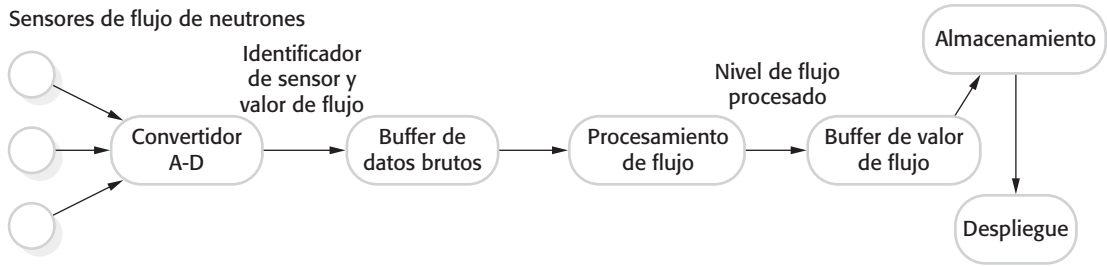 Sensores de flujo de neutrones
Identificador
de sensor y
valor de flujo
Nivel de flujo
procesado
Almacenamiento
Convertidor
A-D
Buffer de
datos brutos
Procesamiento
de flujo
Buffer de valor
de flujo
Despliegue